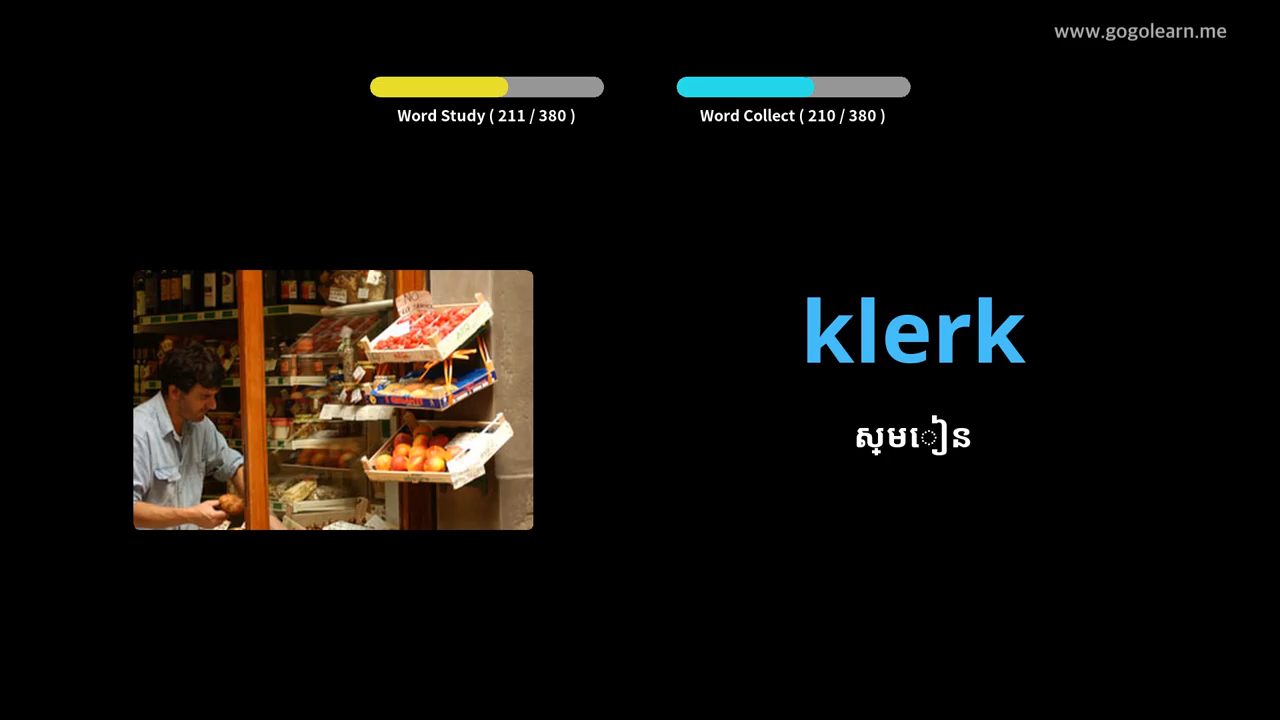 www.gogolearn.me
Word Study ( 211 / 380 )
Word Collect ( 210 / 380 )
klerk
ស្មៀន